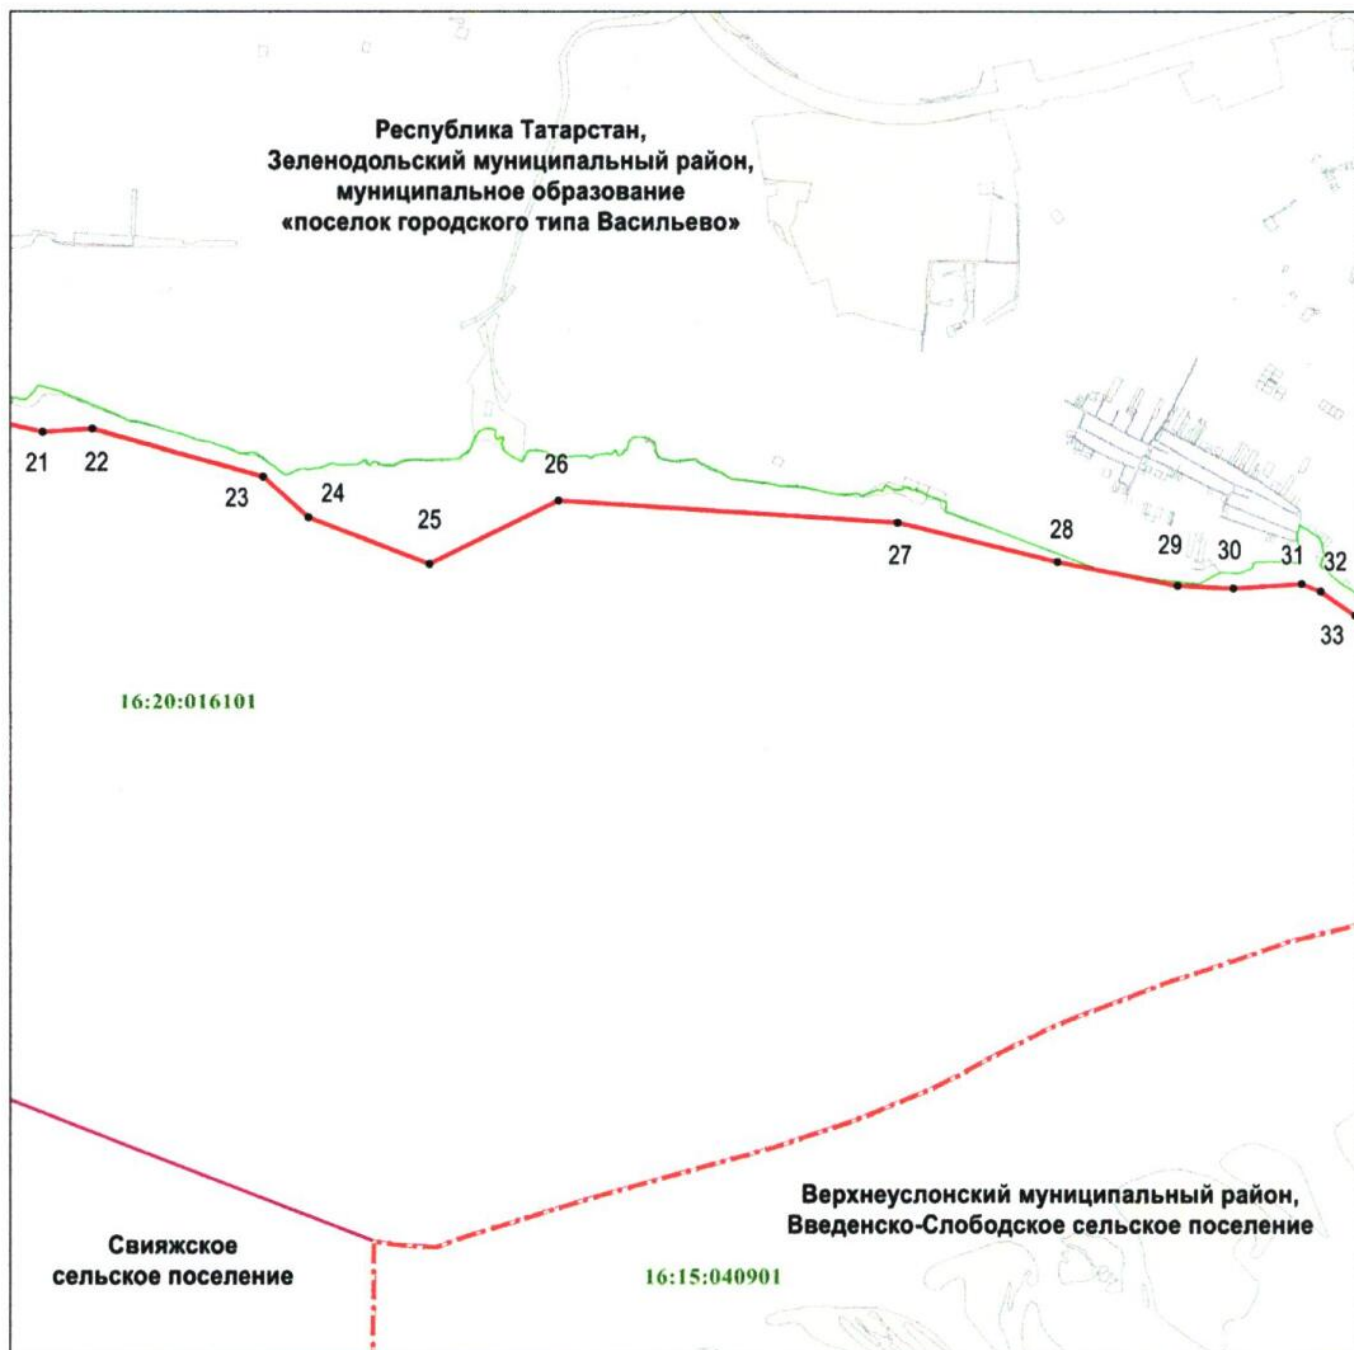 Республика Татарстан,
Зеленодольский муниципальный район,
муниципальное образование
«поселок городского типа Васильево»
21
22
23
24
25
26
27
28
29
30
31
32
33
16:20:016101
Верхнеуслонский муниципальный район,
Введенско-Слободское сельское поселение
Свияжское
сельское поселение
16:15:040901